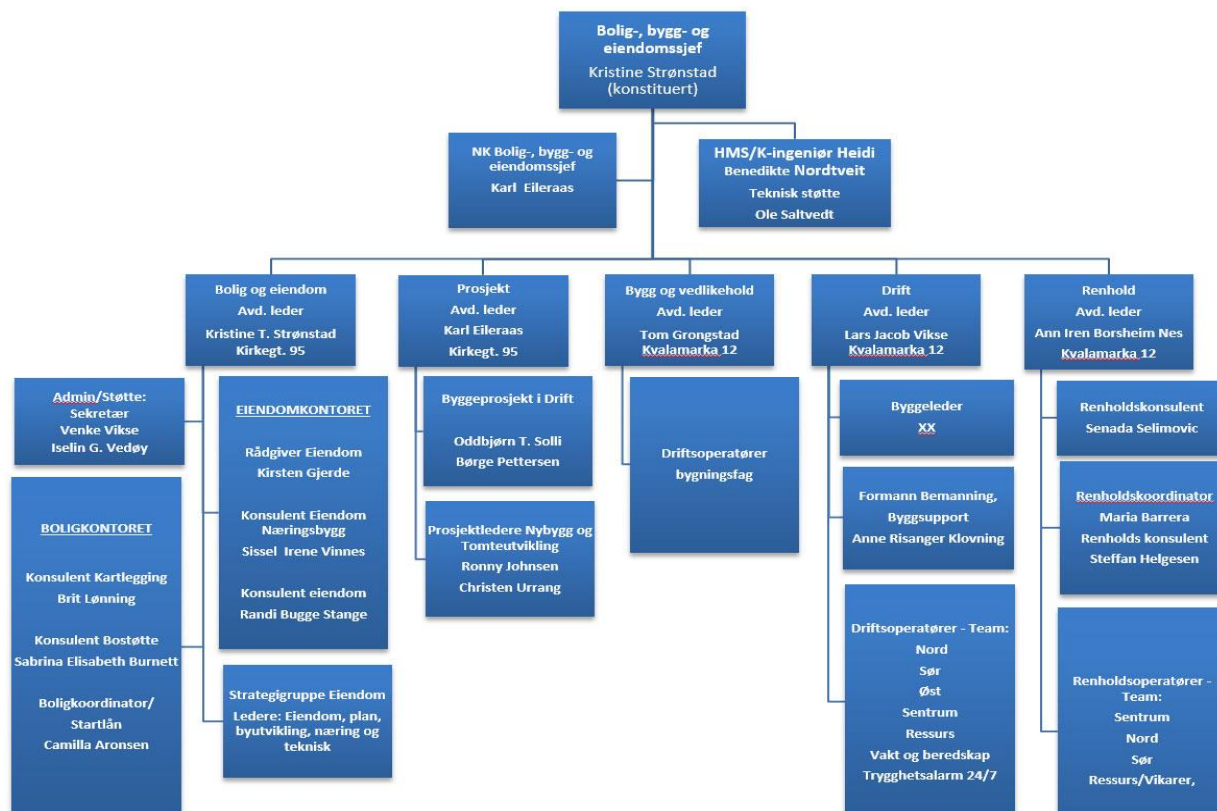 Bolig-, bygg- og
eiendomssjef
Kristine Strønstad
(konstituert)
NK Bolig-, bygg- og
eiendomssjef
Karl Eileraas
HMS/K-ingeniør Heidi
Benedikte Nordtveit
Teknisk støtte
Ole Saltvedt
Bolig og eiendom
Avd. leder
Kristine T. Strønstad
Kirkegt. 95
Prosjekt
Avd. leder
Karl Eileraas
Kirkegt. 95
Bygg og vedlikehold
Avd. leder
Tom Grongstad
Kvalamarka 12
Drift
Avd. leder
Lars Jacob Vikse
Kvalamarka 12
Renhold
Avd. leder
Ann Iren Borsheim Nes
Kvalamarka 12
Admin/Støtte:
Sekretær
Venke Vikse
Iselin G. Vedøy
BOLIGKONTORET
Konsulent Kartlegging
Brit Lønning
Konsulent Bostøtte
Sabrina Elisabeth Burnett
Boligkoordinator/
Startlån
Camilla Aronsen
EIENDOMKONTORET
Rådgiver Eiendom
Kirsten Gjerde
Konsulent Eiendom
Næringsbygg
Sissel Irene Vinnes
Konsulent eiendom
Randi Bugge Stange
Strategigruppe Eiendom
Ledere: Eiendom, plan,
byutvikling, næring og
teknisk
Byggeprosjekt i Drift
Oddbjørn T. Solli
Børge Pettersen
Prosjektledere Nybygg og
Tomteutvikling
Ronny Johnsen
Christen Urrang
Driftsoperatører
bygningsfag
Byggeleder
XX
Formann Bemanning,
Byggsupport
Anne Risanger Klovning
Driftsoperatører - Team:
Nord
Sør
Øst
Sentrum
Ressurs
Vakt og beredskap
Trygghetsalarm 24/7
Renholdskonsulent
Senada Selimovic
Renholdskoordinator
Maria Barrera
Renholds konsulent
Steffan Helgesen
Renholdsoperatører -
Team:
Sentrum
Nord
Sør
Ressurs/Vikarer,